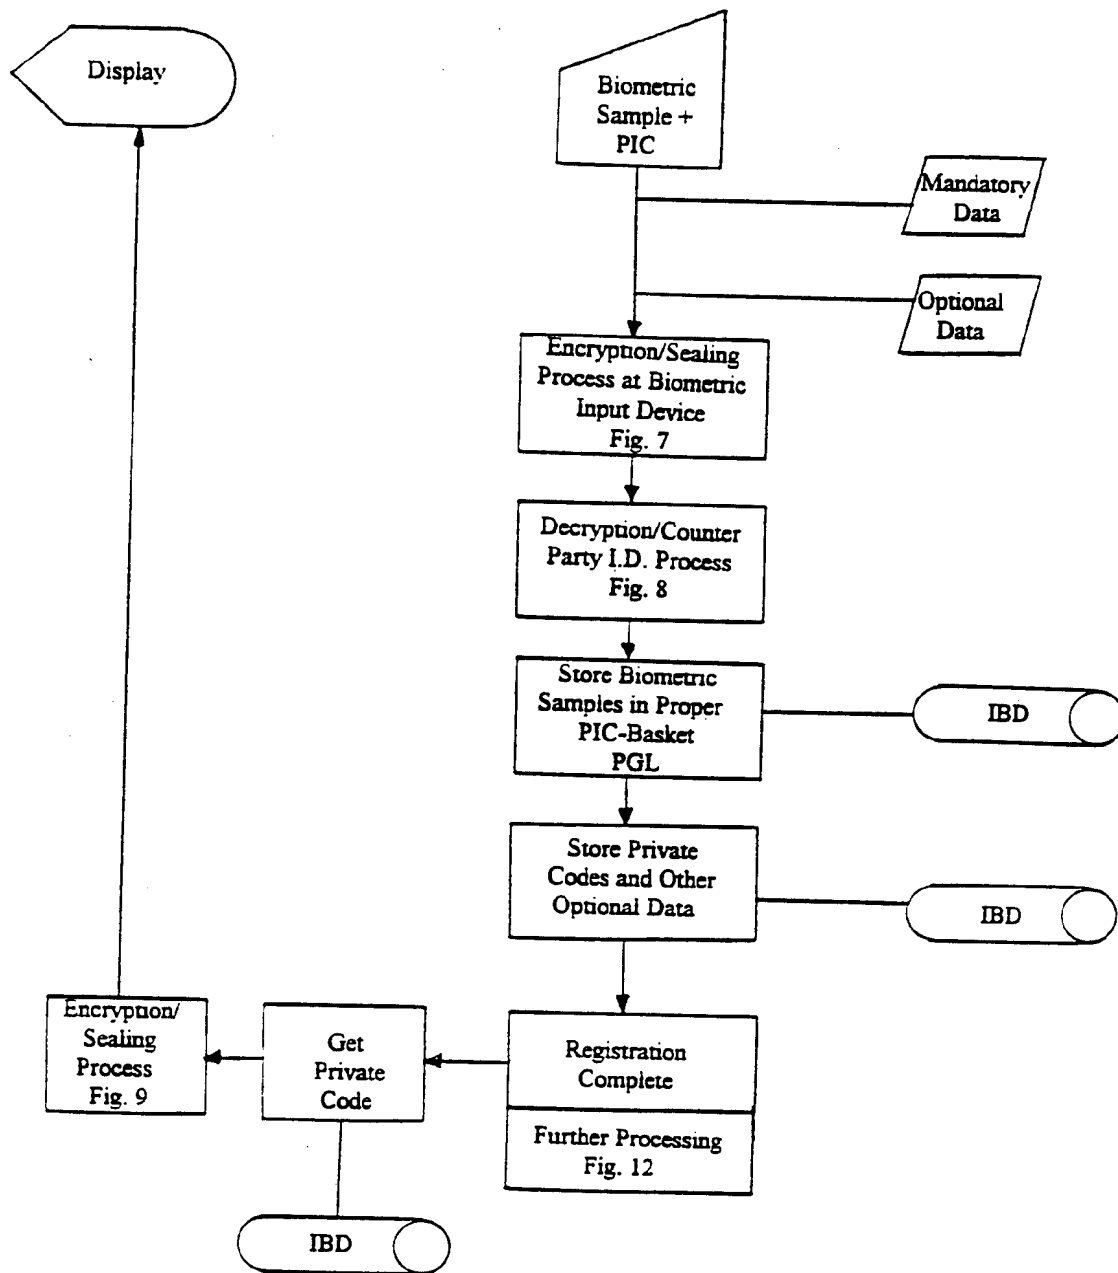 Display
Biometric
Sample +
PIC
Mandatory
Data
Optional
Data
Encryption/Sealing
Process at Biometric
Input Device
Fig. 7
Decryption/Counter
Party I.D. Process
Fig. 8
Store Biometric
Samples in Proper
PIC-Basket
PGL
IBD
Store Private
Codes and Other
Optional Data
IBD
Encryption/
Sealing
Process
Fig. 9
Get
Private
Code
Registration
Complete
Further Processing
Fig. 12
IBD